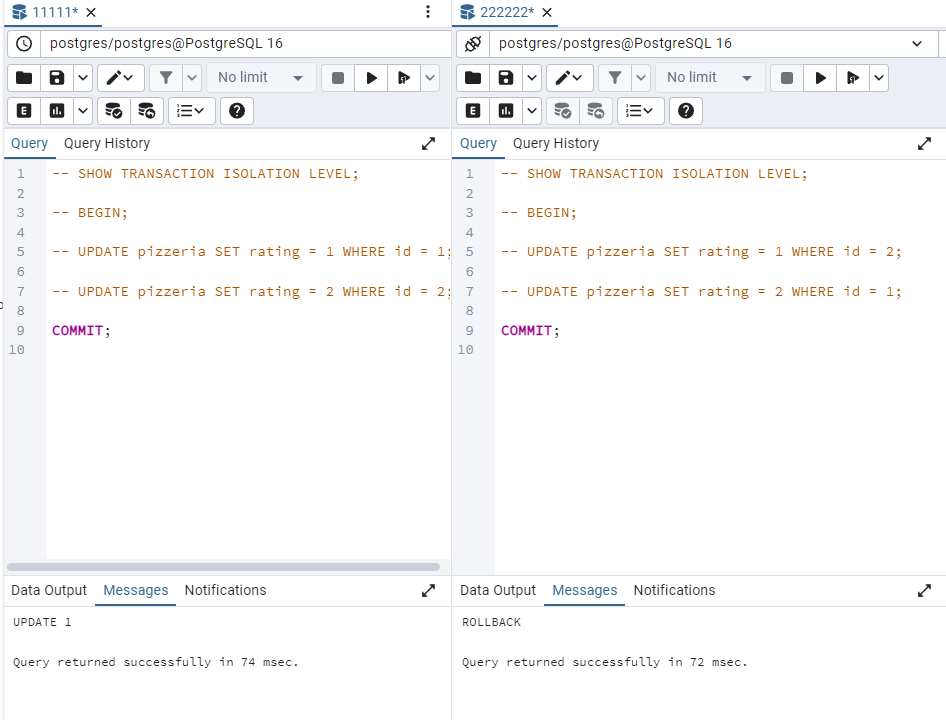 11111*
postgres/postgres@PostgreSQL 16
No limit
E
Query Query History
1 -- SHOW TRANSACTION ISOLATION LEVEL;
2
3 -- BEGIN;
4
5 -- UPDATE pizzeria SET rating = 1 WHERE id = 1;
6
7 -- UPDATE pizzeria SET rating = 2 WHERE id = 2;
8
9 COMMIT;
10
Data Output Messages Notifications
UPDATE 1
Query returned successfully in 74 msec.
222222*
postgres/postgres@PostgreSQL 16
No limit
E
Query Query History
1 -- SHOW TRANSACTION ISOLATION LEVEL;
2
3 -- BEGIN;
4
5 -- UPDATE pizzeria SET rating = 1 WHERE id = 2;
6
7 -- UPDATE pizzeria SET rating = 2 WHERE id = 1;
8
9 COMMIT;
10
Data Output Messages Notifications
ROLLBACK
Query returned successfully in 72 msec.